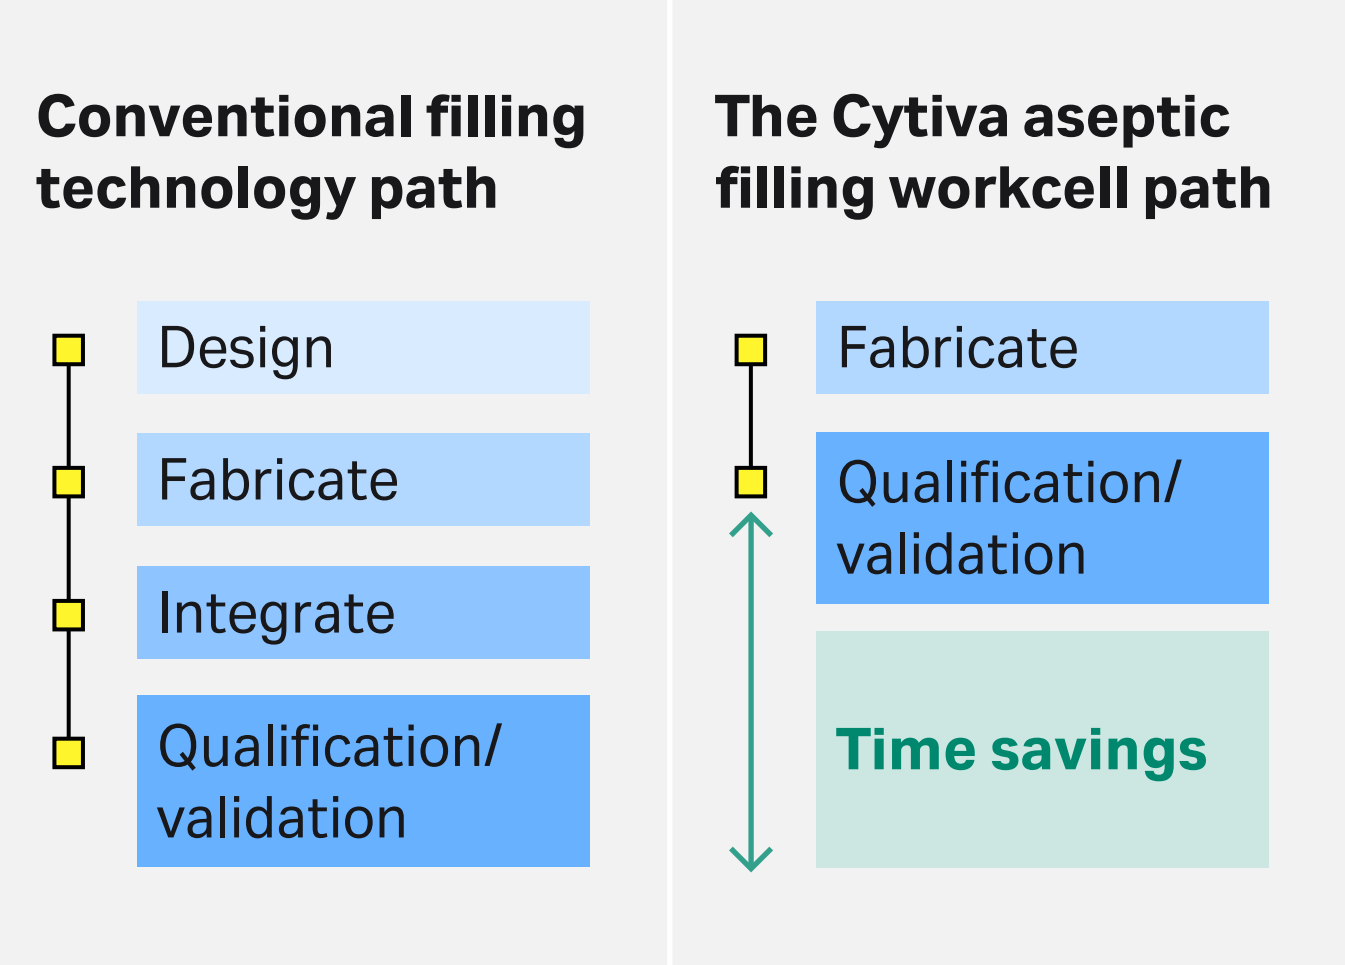 Conventional filling
technology path
Design
Fabricate
Integrate
Qualification/
validation
The Cytiva aseptic
filling workcell path
Fabricate
Qualification/
validation
Time savings